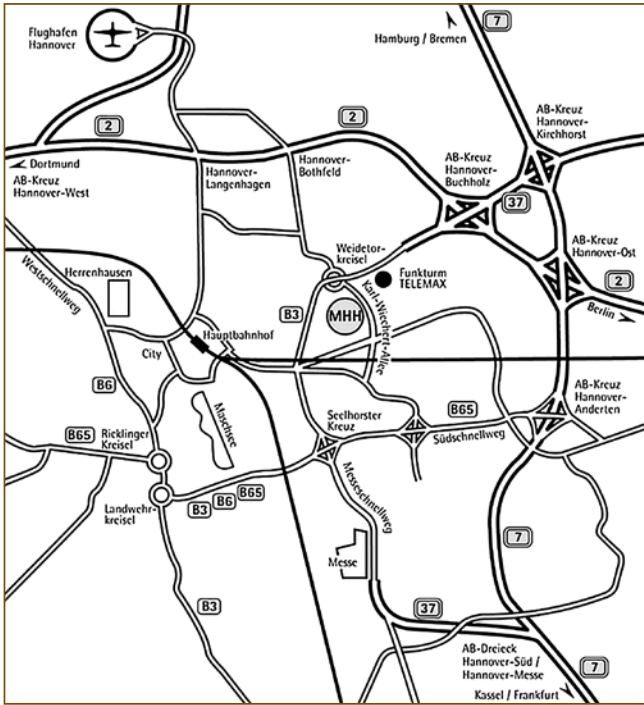 Flughafen
Hannover
7
Hamburg / Bremen
AB-Kreuz
Hannover-
Kirchhorst
2
2
Dortmund
AB-Kreuz
Hannover-West
Hannover-
Langenhagen
Hannover-
Bothfeld
AB-Kreuz
Hannover-
Buchholz
37
AB-Kreuz
Hannover-Ost
Weidetor-
kreisel
Funkturm
TELEMAX
2
Berlin
Westschnellweg
Herrenhausen
B3
MHH
Karl-Wiechert-Allee
Hauptbahnhof
City
B6
AB-Kreuz
Hannover-
Anderten
Maschsee
Seelhorster
Kreuz
B65
Südschnellweg
B65
Ricklinger
Kreisel
Landwehr-
kreisel
B3
B6
B65
Messeschnellweg
Messe
7
B3
37
AB-Dreieck
Hannover-Süd /
Hannover-Messe
7
Kassel / Frankfurt